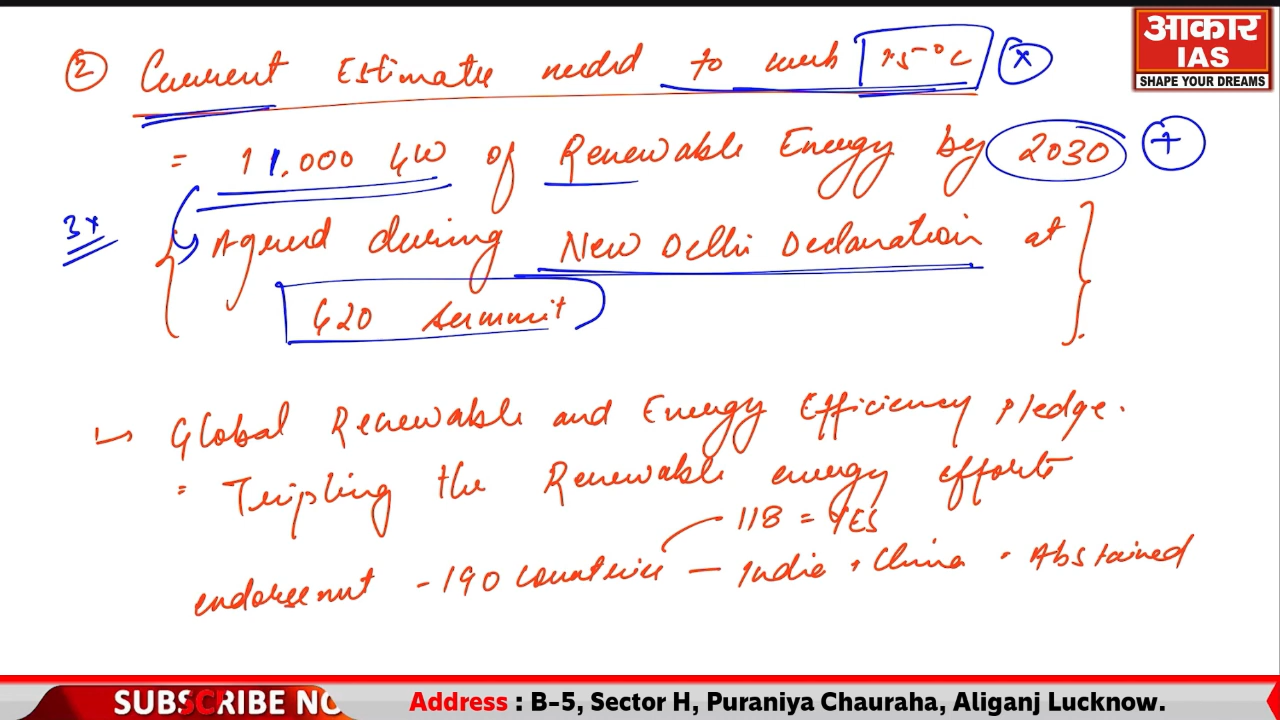 आकार
IAS
SHAPE YOUR DREAMS
② Current Estimate needed to meet 1.5°C
= 11,000 GW of Renewable Energy by 2030 +
3x
{ Agreed during New Delhi Declaration at }
G20 Summit
↳ Global Renewable and Energy Efficiency Pledge.
= Tripling the Renewable energy efforts
118 = YES
endorsement - 190 countries — India, China - Abstained
SUBSCRIBE NO
Address : B-5, Sector H, Puraniya Chauraha, Aliganj Lucknow.